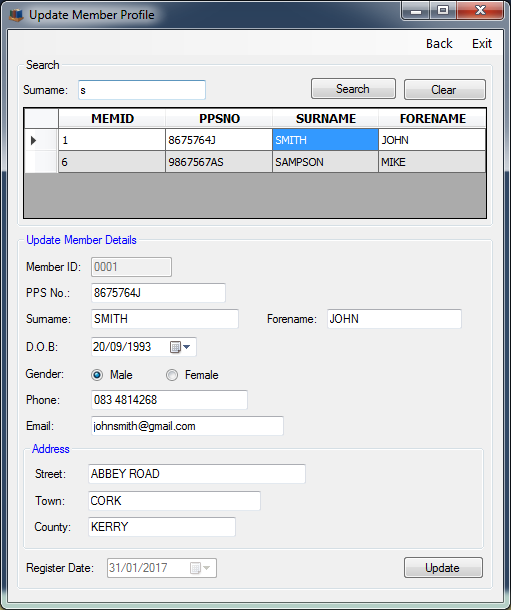 Update Member Profile
Back Exit
Search
Surname: s Search Clear
MEMID PPSNO SURNAME FORENAME
1 8675764J SMITH JOHN
6 9867567AS SAMPSON MIKE
Update Member Details
Member ID: 0001
PPS No.: 8675764J
Surname: SMITH Forename: JOHN
D.O.B: 20/09/1993
Gender: Male Female
Phone: 083 4814268
Email: johnsmith@gmail.com
Address
Street: ABBEY ROAD
Town: CORK
County: KERRY
Register Date: 31/01/2017 Update